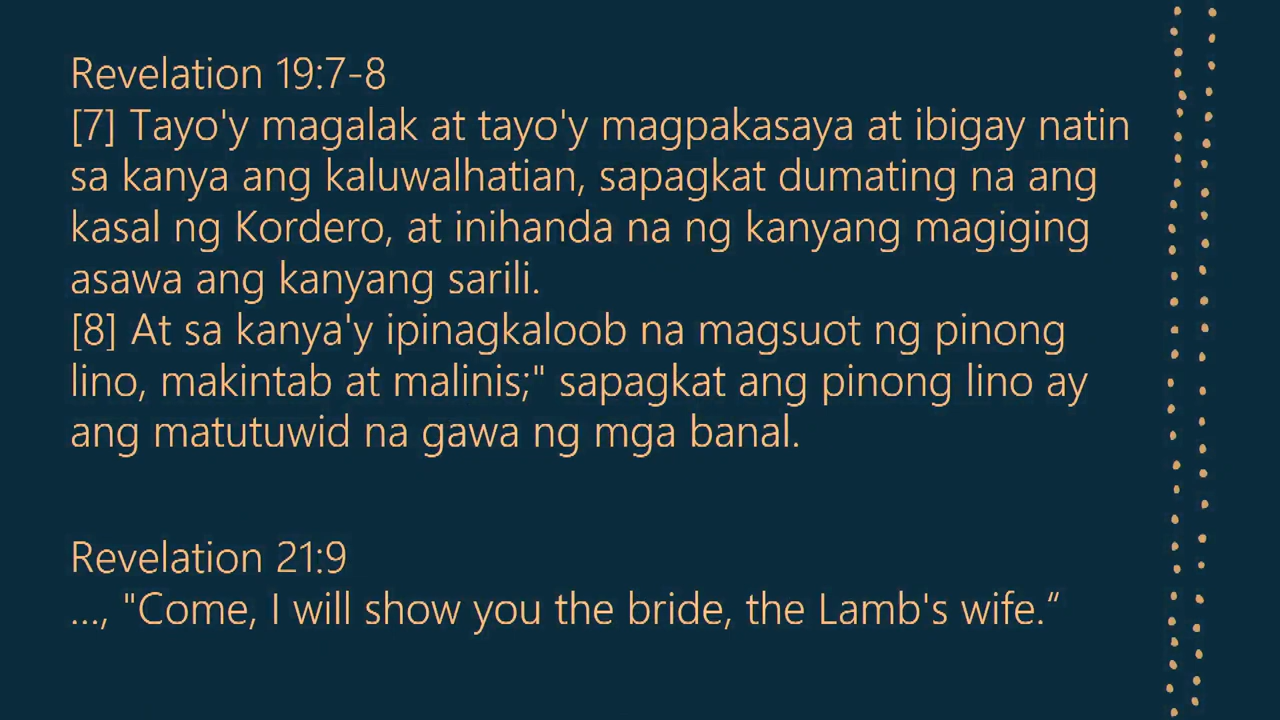 Revelation 19:7-8
[7] Tayo'y magalak at tayo'y magpakasaya at ibigay natin
sa kanya ang kaluwalhatian, sapagkat dumating na ang
kasal ng Kordero, at inihanda na ng kanyang magiging
asawa ang kanyang sarili.
[8] At sa kanya'y ipinagkaloob na magsuot ng pinong
lino, makintab at malinis;" sapagkat ang pinong lino ay
ang matutuwid na gawa ng mga banal.
Revelation 21:9
..., "Come, I will show you the bride, the Lamb's wife.“